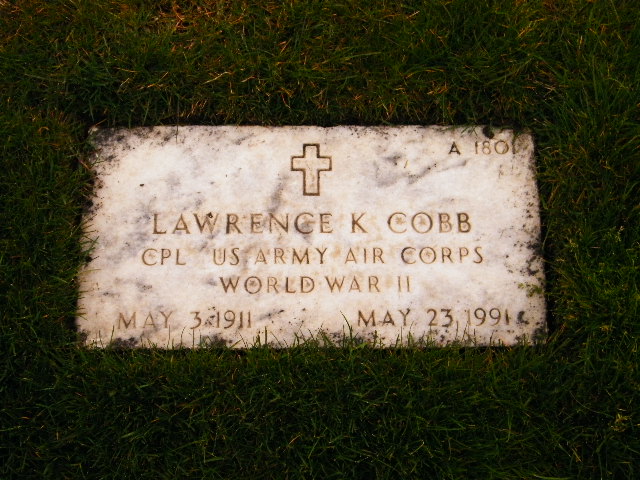 A 1801
LAWRENCE K COBB
CPL US ARMY AIR CORPS
WORLD WAR II
MAY 3 1911 MAY 23 1991